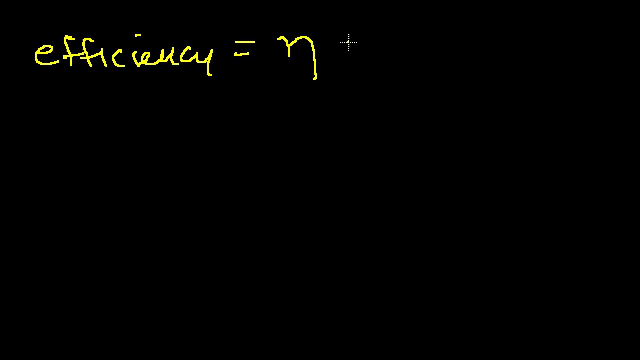 efficiency = η